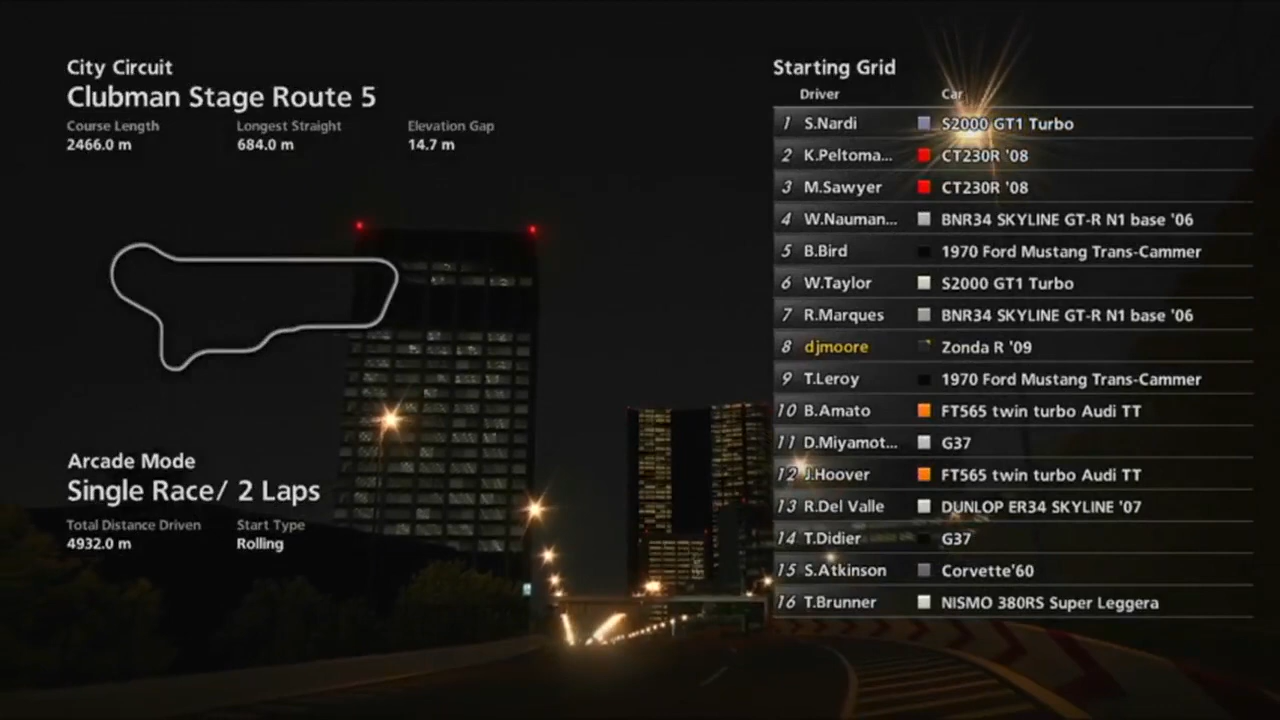 City Circuit
Clubman Stage Route 5
Course Length Longest Straight Elevation Gap
2466.0 m 684.0 m 14.7 m
Arcade Mode
Single Race/ 2 Laps
Total Distance Driven Start Type
4932.0 m Rolling
Starting Grid
Driver Car
1 S.Nardi S2000 GT1 Turbo
2 K.Peltoma... CT230R '08
3 M.Sawyer CT230R '08
4 W.Nauman... BNR34 SKYLINE GT-R N1 base '06
5 B.Bird 1970 Ford Mustang Trans-Cammer
6 W.Taylor S2000 GT1 Turbo
7 R.Marques BNR34 SKYLINE GT-R N1 base '06
8 djmoore Zonda R '09
9 T.Leroy 1970 Ford Mustang Trans-Cammer
10 B.Amato FT565 twin turbo Audi TT
11 D.Miyamot... G37
12 J.Hoover FT565 twin turbo Audi TT
13 R.Del Valle DUNLOP ER34 SKYLINE '07
14 T.Didier G37
15 S.Atkinson Corvette'60
16 T.Brunner NISMO 380RS Super Leggera